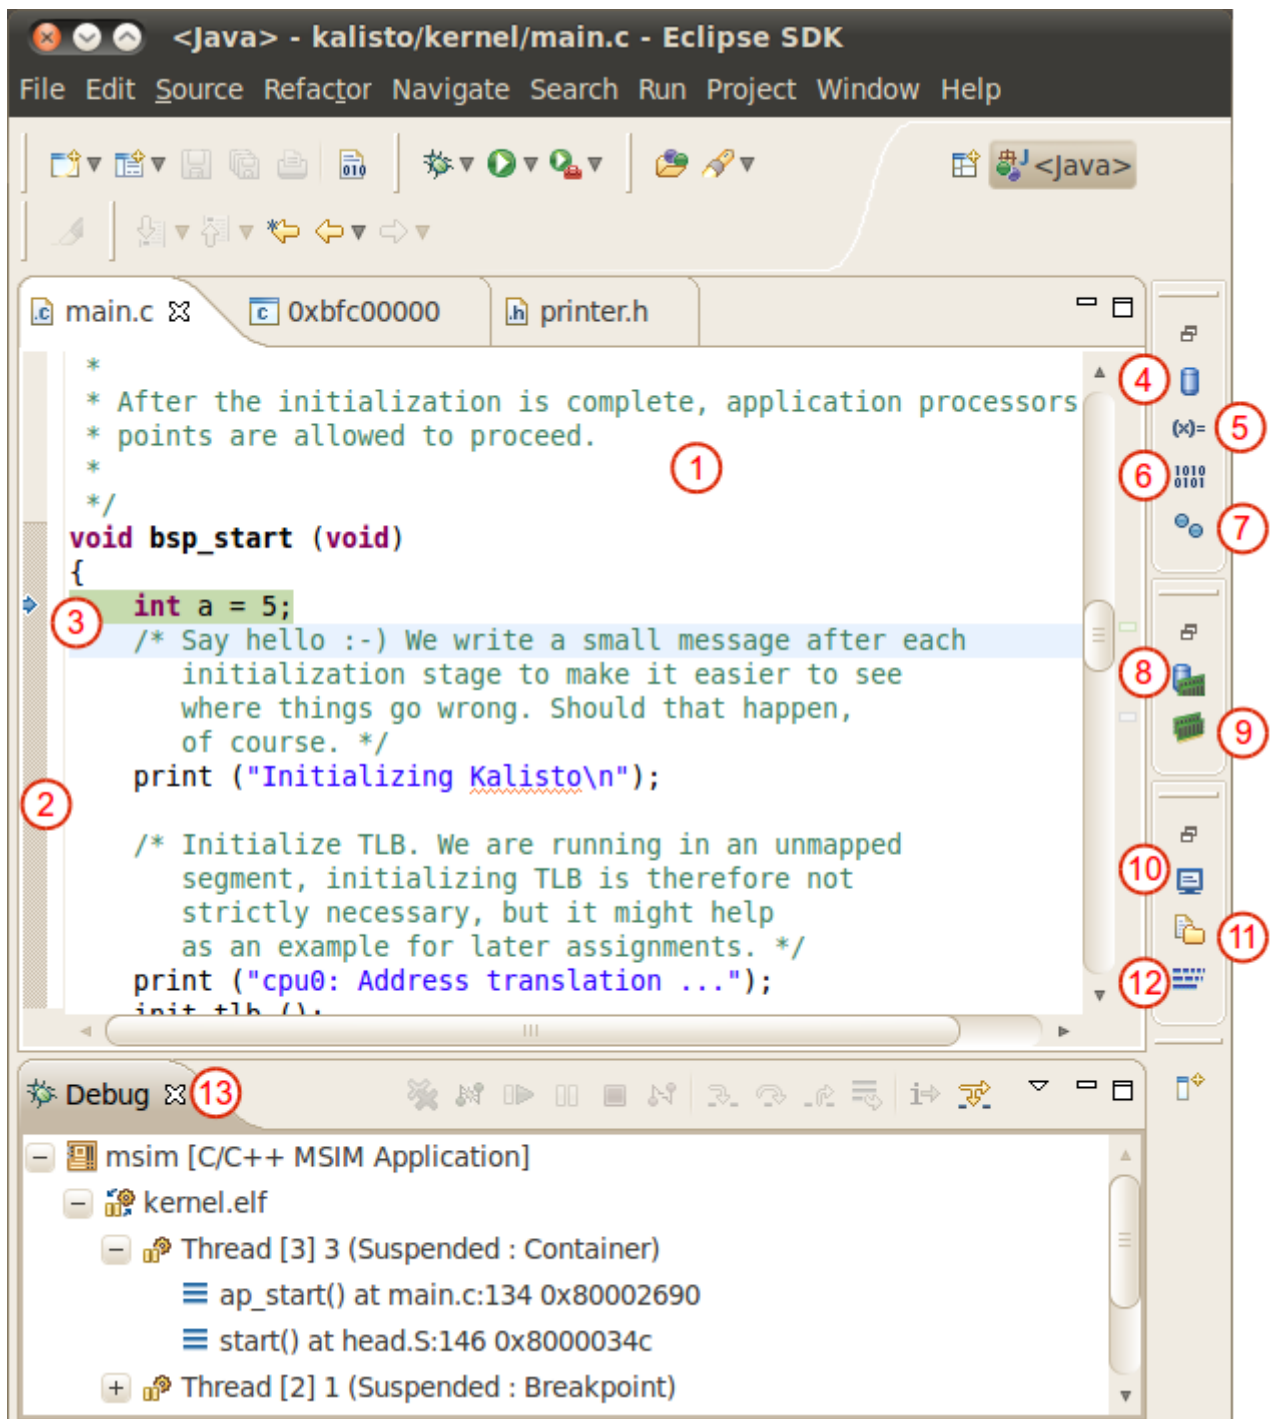 <Java> - kalisto/kernel/main.c - Eclipse SDK
File Edit Source Refactor Navigate Search Run Project Window Help
010
<Java>
main.c
0xbfc00000
printer.h
*
* After the initialization is complete, application processors
* points are allowed to proceed.
*
*/
void bsp_start (void)
{
int a = 5;
/* Say hello :-) We write a small message after each
initialization stage to make it easier to see
where things go wrong. Should that happen,
of course. */
print ("Initializing Kalisto\n");
/* Initialize TLB. We are running in an unmapped
segment, initializing TLB is therefore not
strictly necessary, but it might help
as an example for later assignments. */
print ("cpu0: Address translation ...");
init_tlb ();
1
2
3
4
(x)=
5
6
1010
0101
7
8
9
10
11
12
Debug
13
msim [C/C++ MSIM Application]
kernel.elf
Thread [3] 3 (Suspended : Container)
ap_start() at main.c:134 0x80002690
start() at head.S:146 0x8000034c
Thread [2] 1 (Suspended : Breakpoint)